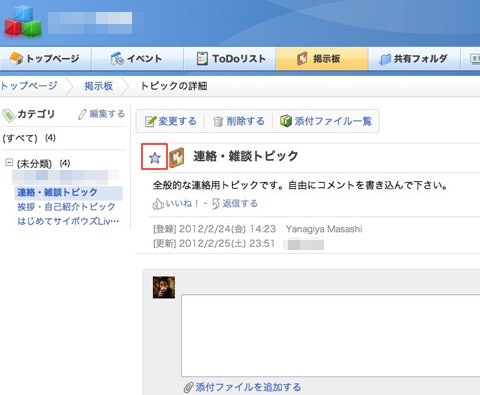 トップページ
イベント
ToDoリスト
掲示板
共有フォルダ
トップページ
掲示板
トピックの詳細
カテゴリ
編集する
(すべて) (4)
(未分類) (4)
連絡・雑談トピック
挨拶・自己紹介トピック
はじめてサイボウズLiv…
変更する
削除する
添付ファイル一覧
連絡・雑談トピック
全般的な連絡用トピックです。自由にコメントを書き込んで下さい。
いいね！ - 返信する
[登録] 2012/2/24(金) 14:23 Yanagiya Masashi
[更新] 2012/2/25(土) 23:51
添付ファイルを追加する